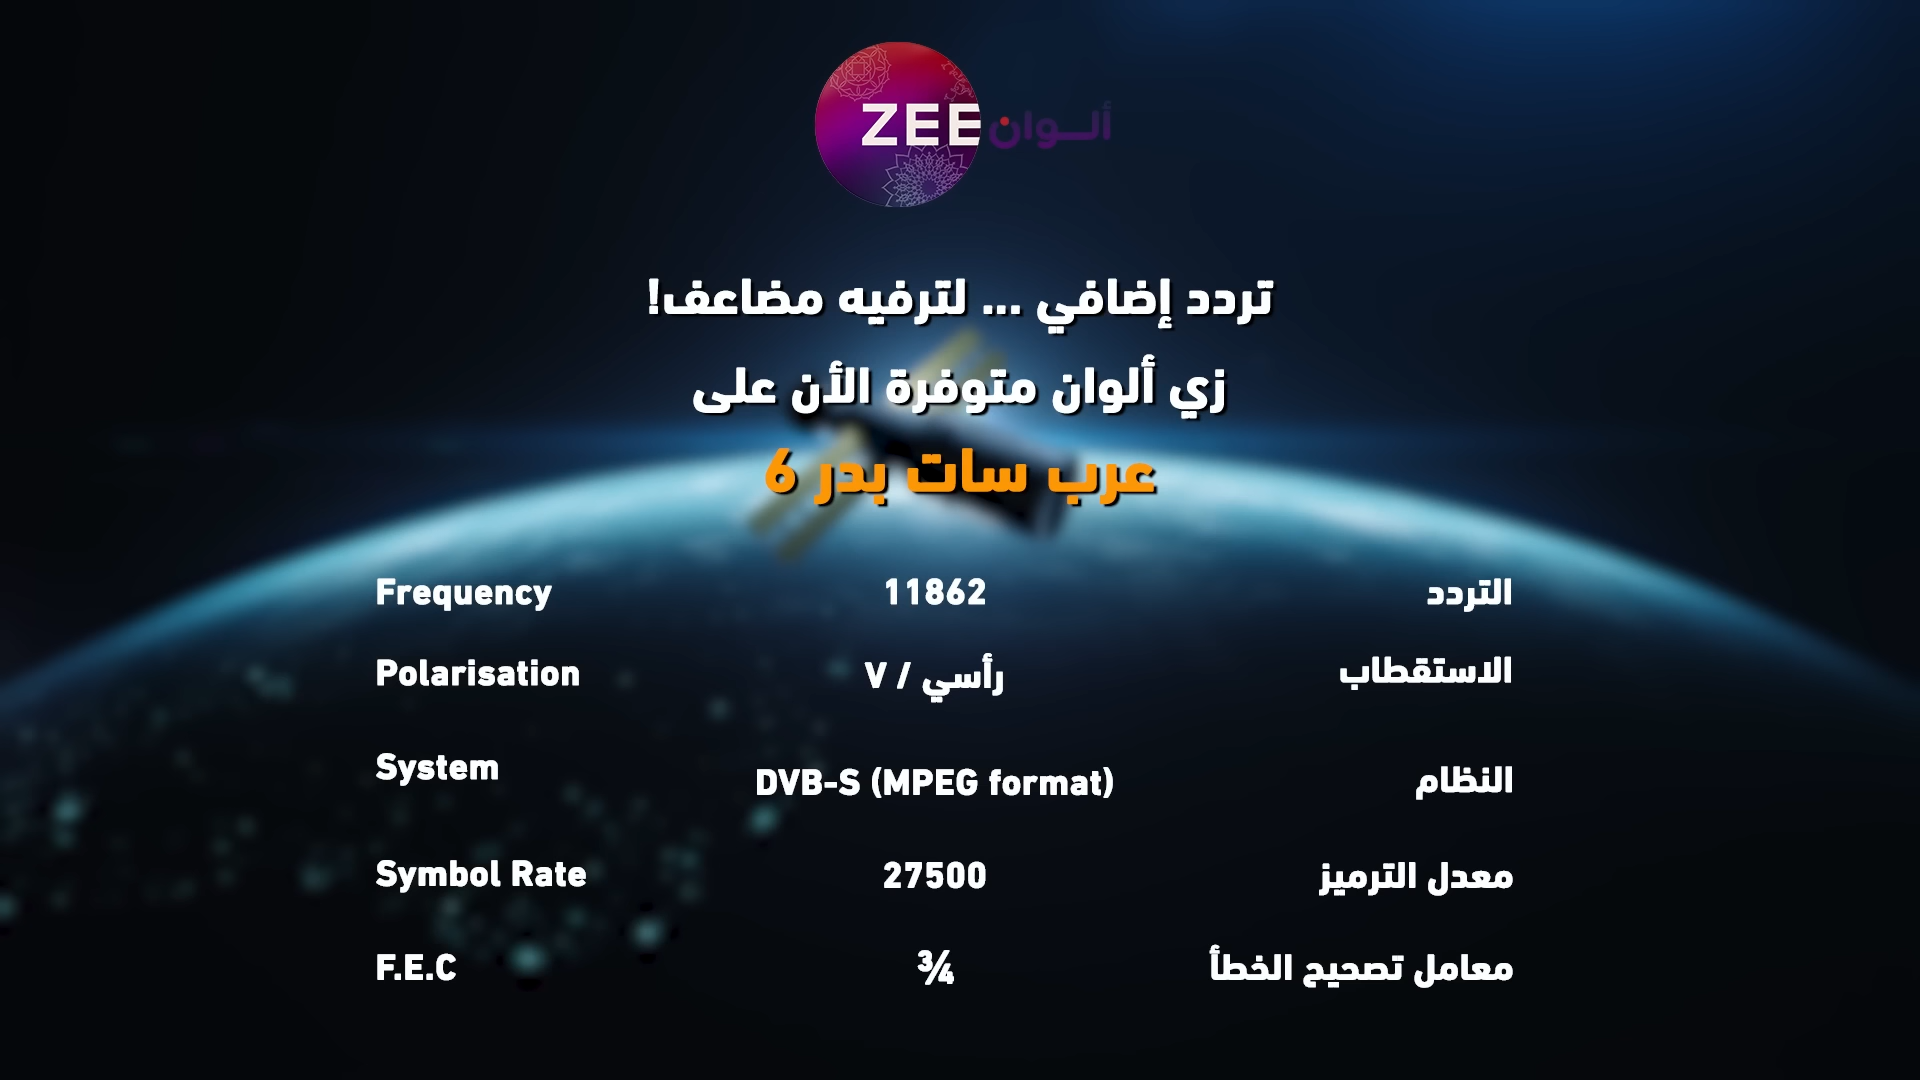 ZEE ألـوان
تردد إضافي ... لترفيه مضاعف!
زي ألوان متوفرة الأن على
عرب سات بدر 6
Frequency 11862 التردد
Polarisation رأسي / V الاستقطاب
System DVB-S (MPEG format) النظام
Symbol Rate 27500 معدل الترميز
F.E.C ¾ معامل تصحيح الخطأ